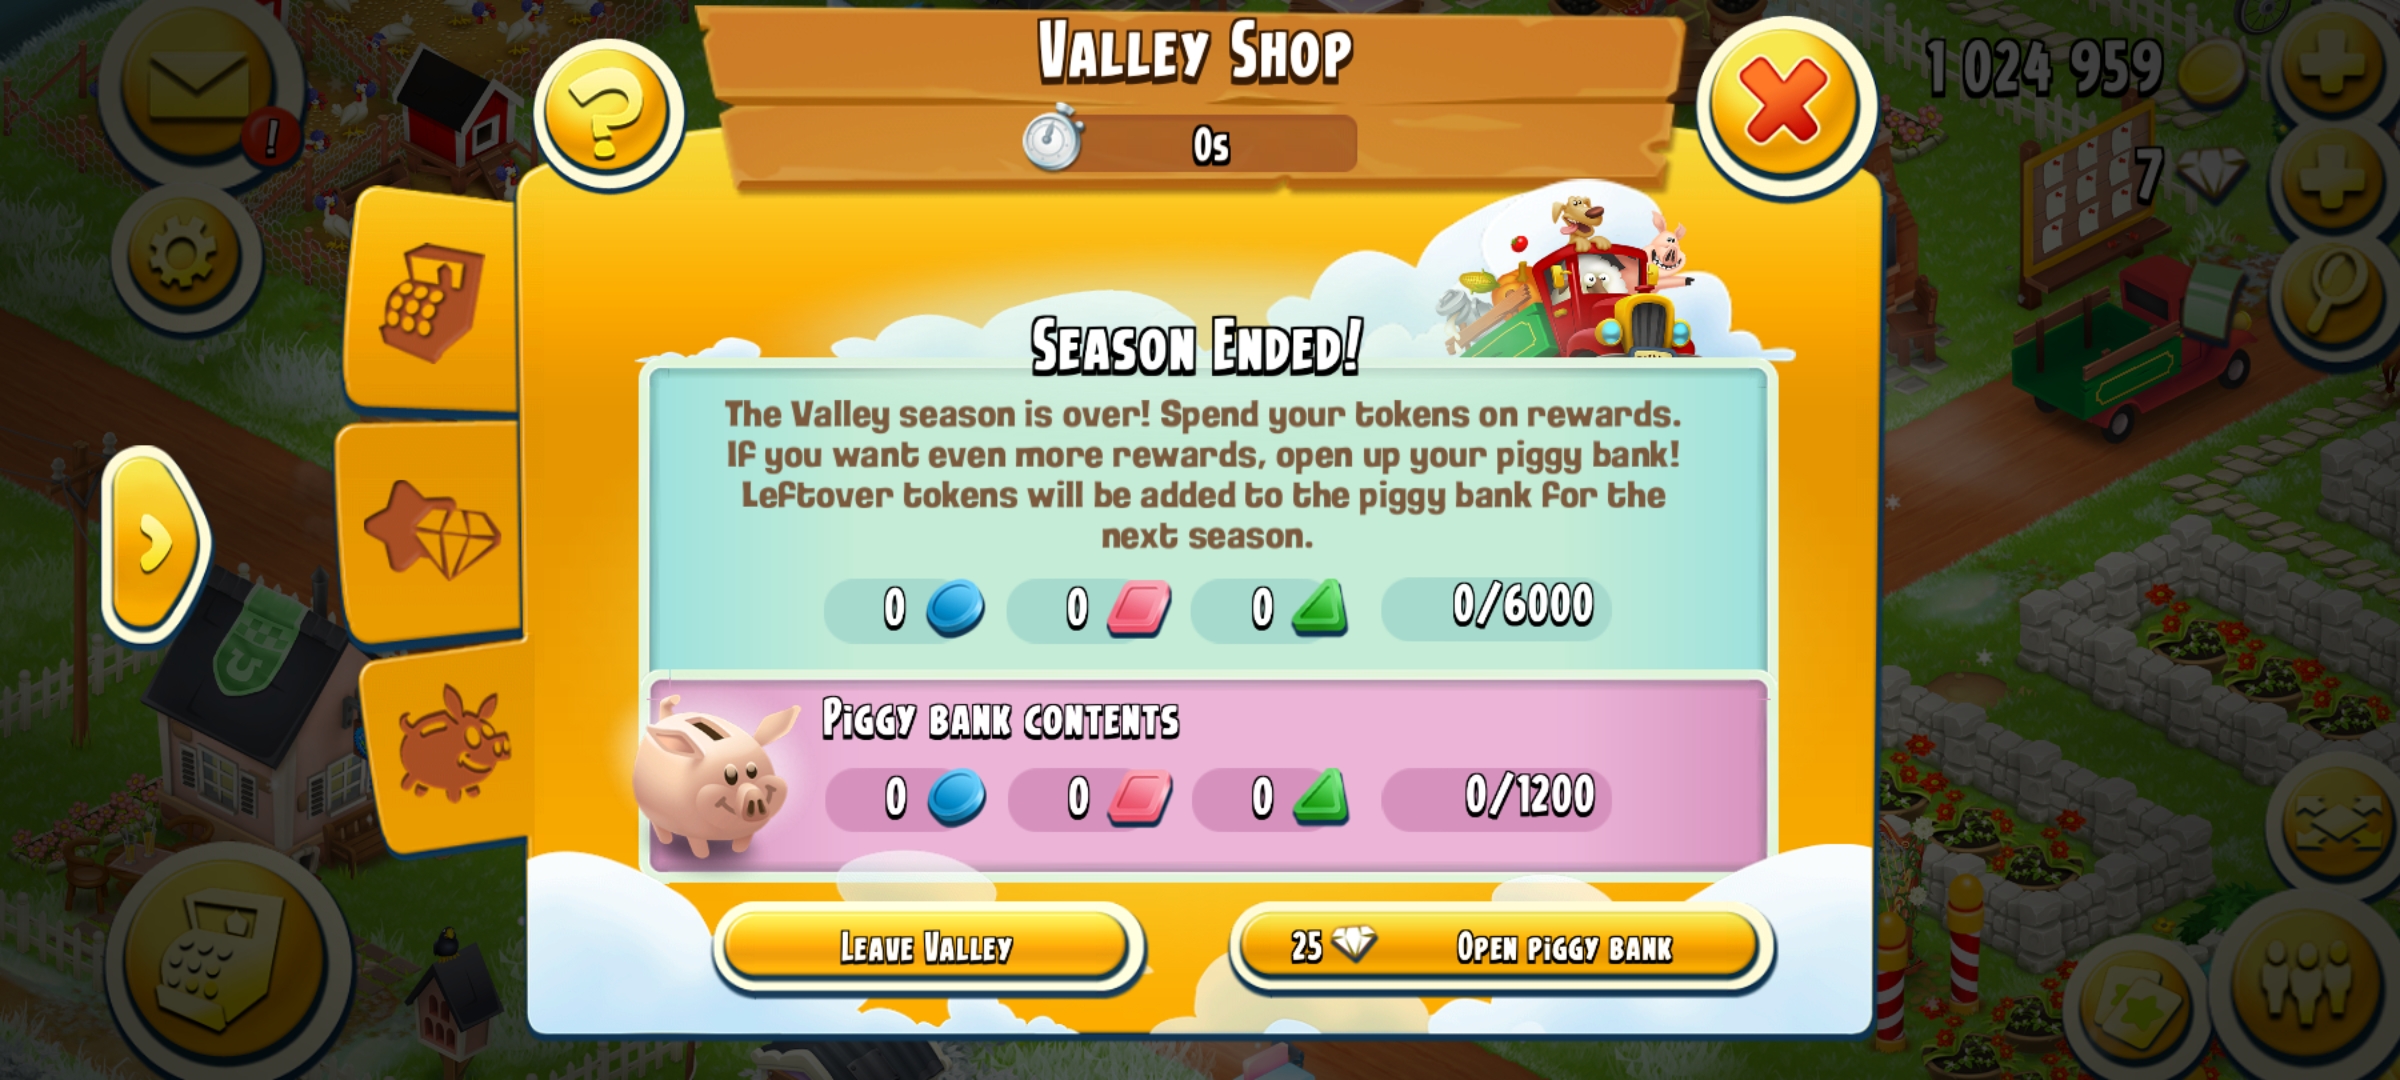 Valley Shop
0s
1 024 959
7
!
Season Ended!
The Valley season is over! Spend your tokens on rewards.
If you want even more rewards, open up your piggy bank!
Leftover tokens will be added to the piggy bank for the
next season.
0 0 0 0/6000
Piggy bank contents
0 0 0 0/1200
Leave Valley
25 Open piggy bank